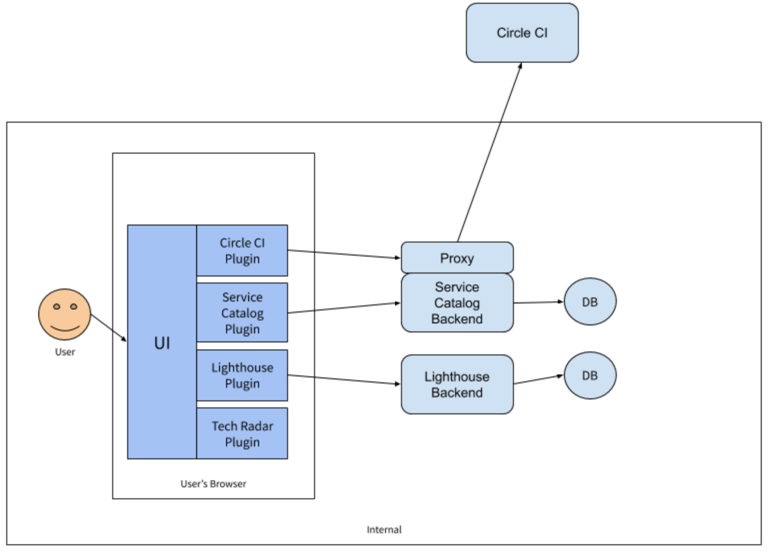 Circle CI
User
UI
Circle CI
Plugin
Service
Catalog
Plugin
Lighthouse
Plugin
Tech Radar
Plugin
User's Browser
Proxy
Service
Catalog
Backend
DB
Lighthouse
Backend
DB
Internal